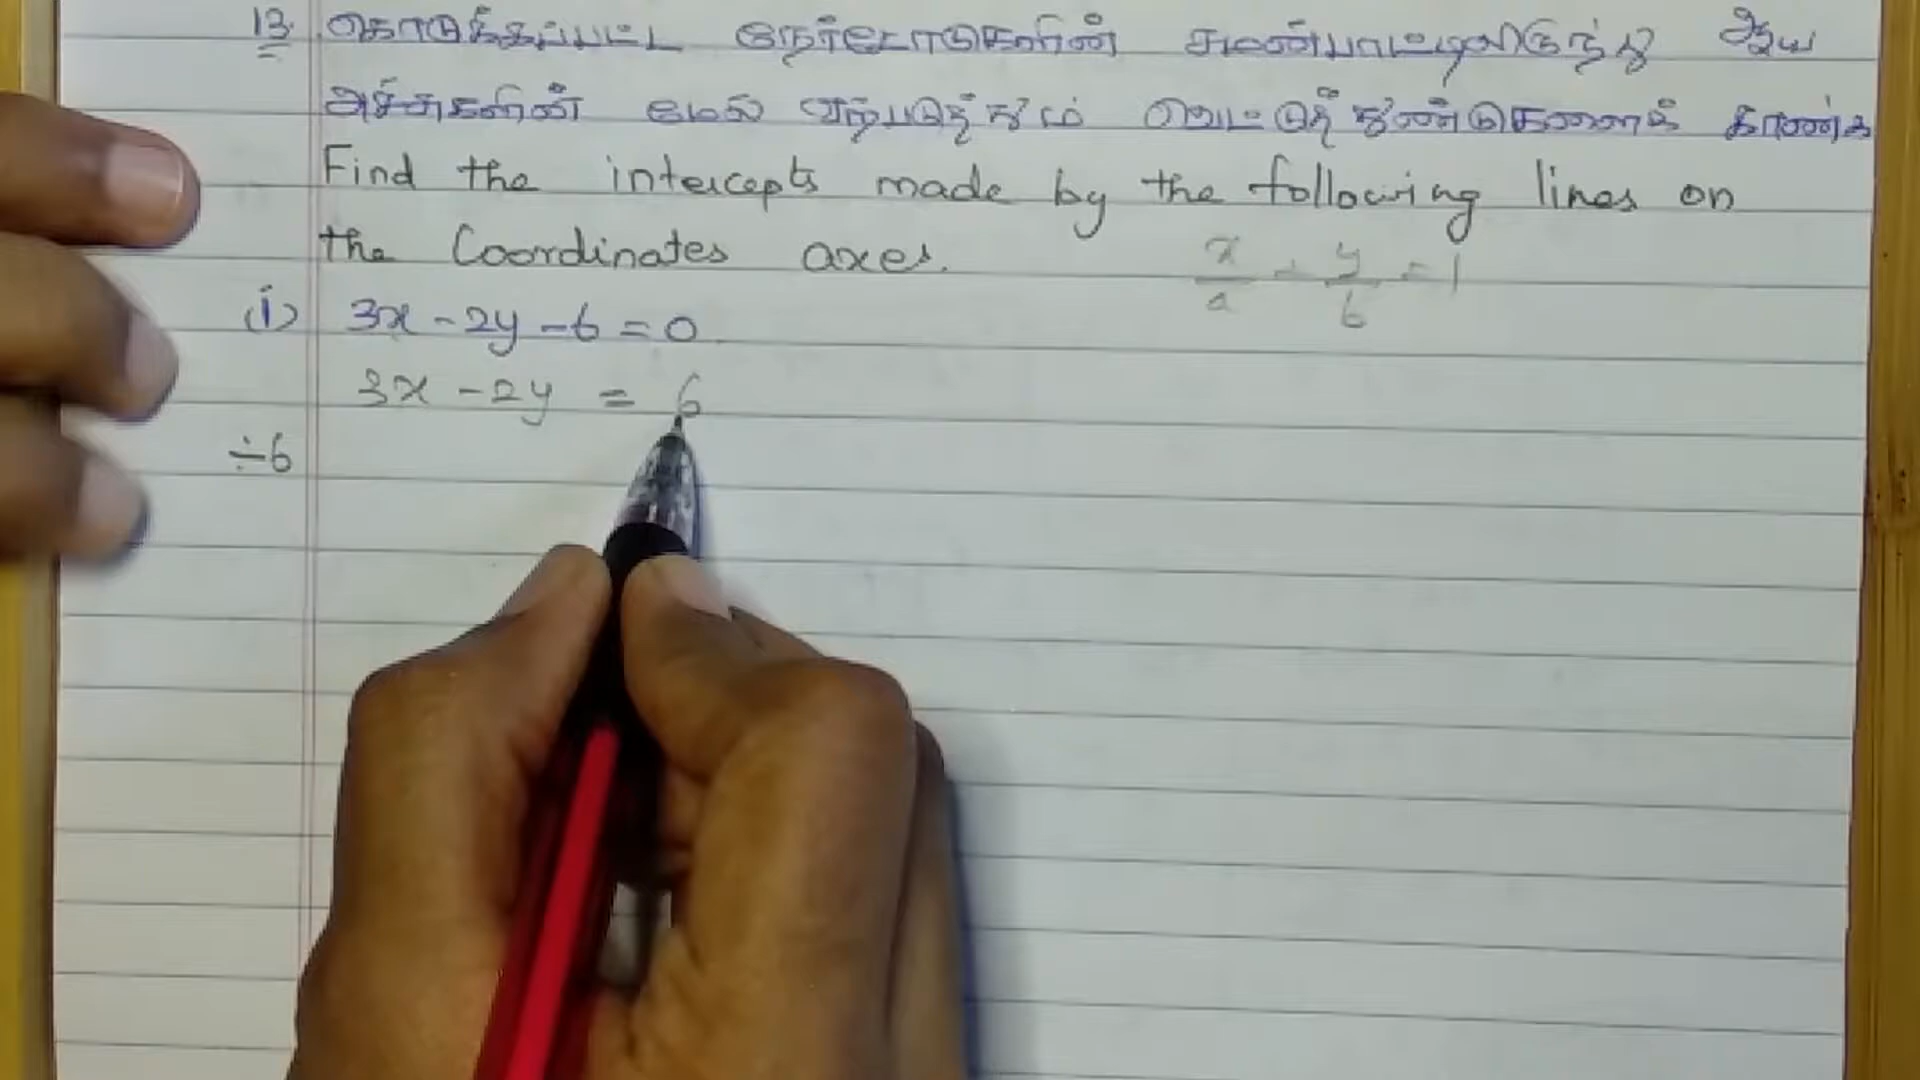 13. கொடுக்கப்பட்ட நேர்கோடுகளின் சமன்பாட்டிலிருந்து ஆய
அச்சுகளின் மேல் ஏற்படுத்தும் வெட்டுத்துண்டுகளைக் காண்க
Find the intercepts made by the following lines on
the Coordinates axes.
x/a + y/b = 1
(i) 3x - 2y - 6 = 0
3x - 2y = 6
÷6